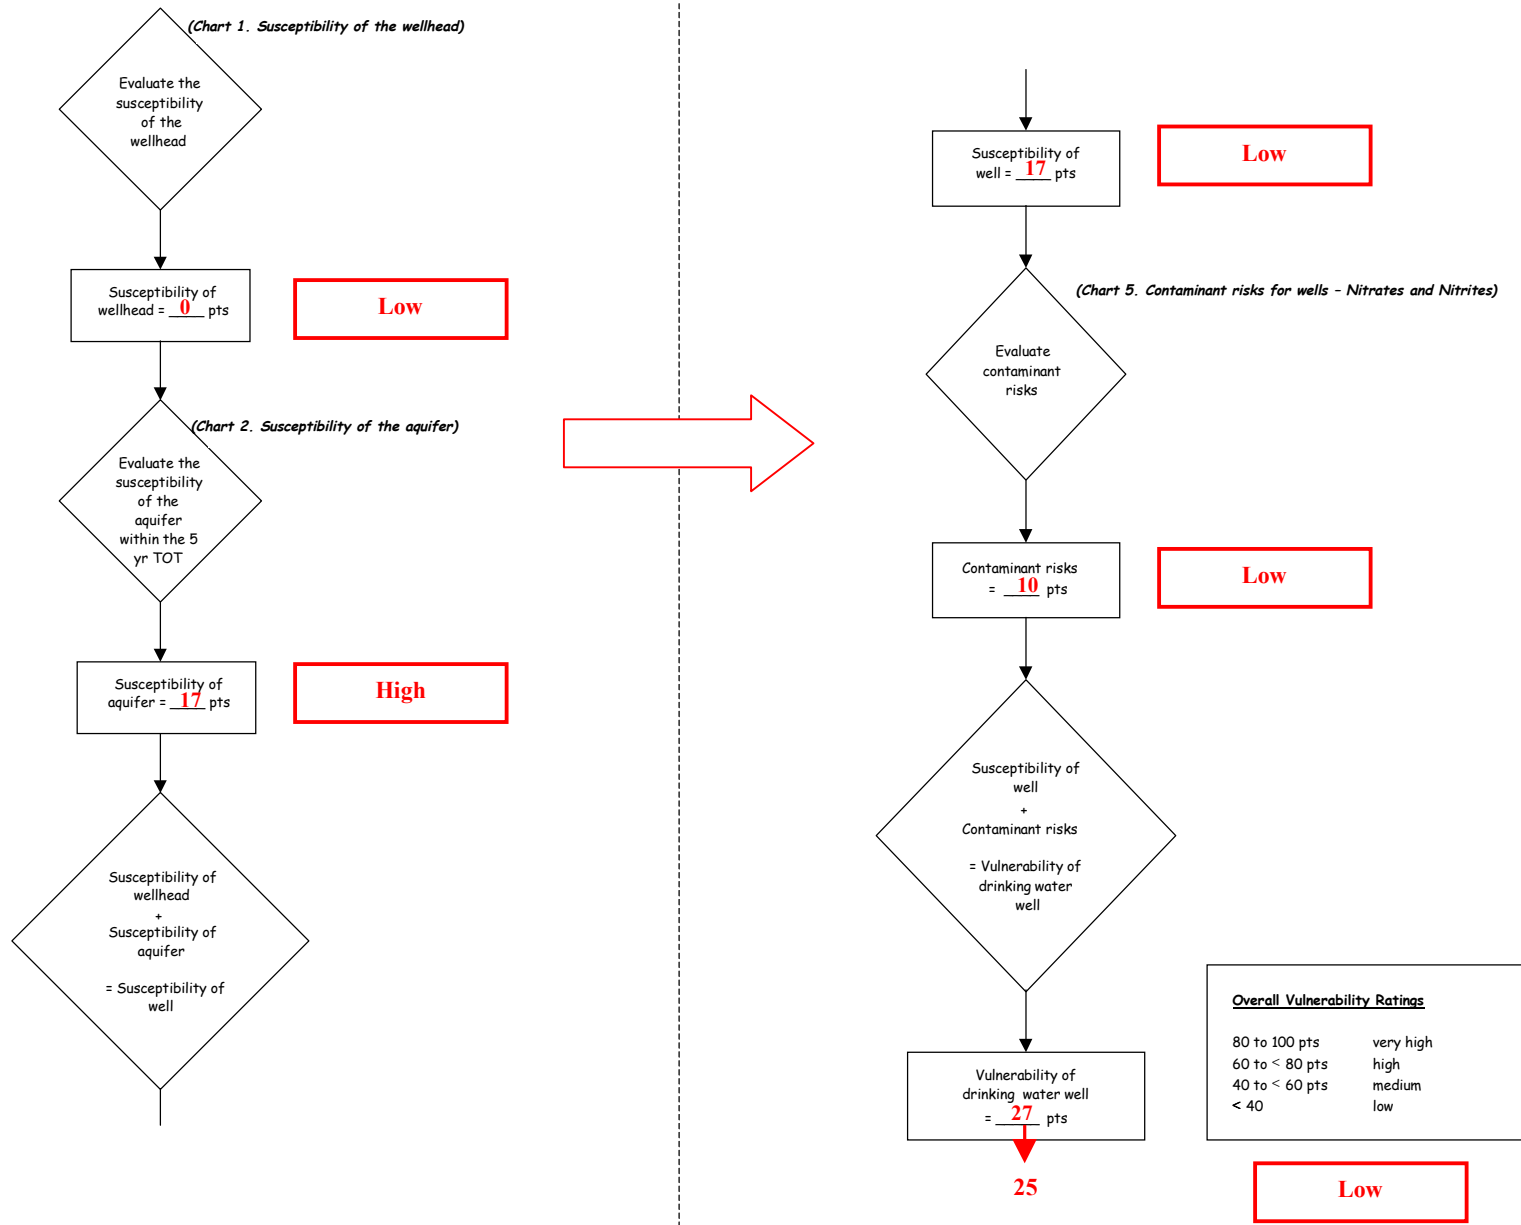 (Chart 1. Susceptibility of the wellhead)
Evaluate the
susceptibility
of the
wellhead
Susceptibility of
wellhead = 0 pts
Low
(Chart 2. Susceptibility of the aquifer)
Evaluate the
susceptibility
of the
aquifer
within the 5
yr TOT
Susceptibility of
aquifer = 17 pts
High
Susceptibility of
wellhead
+
Susceptibility of
aquifer
= Susceptibility of
well
Susceptibility of
well = 17 pts
Low
(Chart 5. Contaminant risks for wells – Nitrates and Nitrites)
Evaluate
contaminant
risks
Contaminant risks
= 10 pts
Low
Susceptibility of
well
+
Contaminant risks
= Vulnerability of
drinking water
well
Vulnerability of
drinking water well
= 27 pts
25
Overall Vulnerability Ratings
80 to 100 pts very high
60 to < 80 pts high
40 to < 60 pts medium
< 40 low
Low